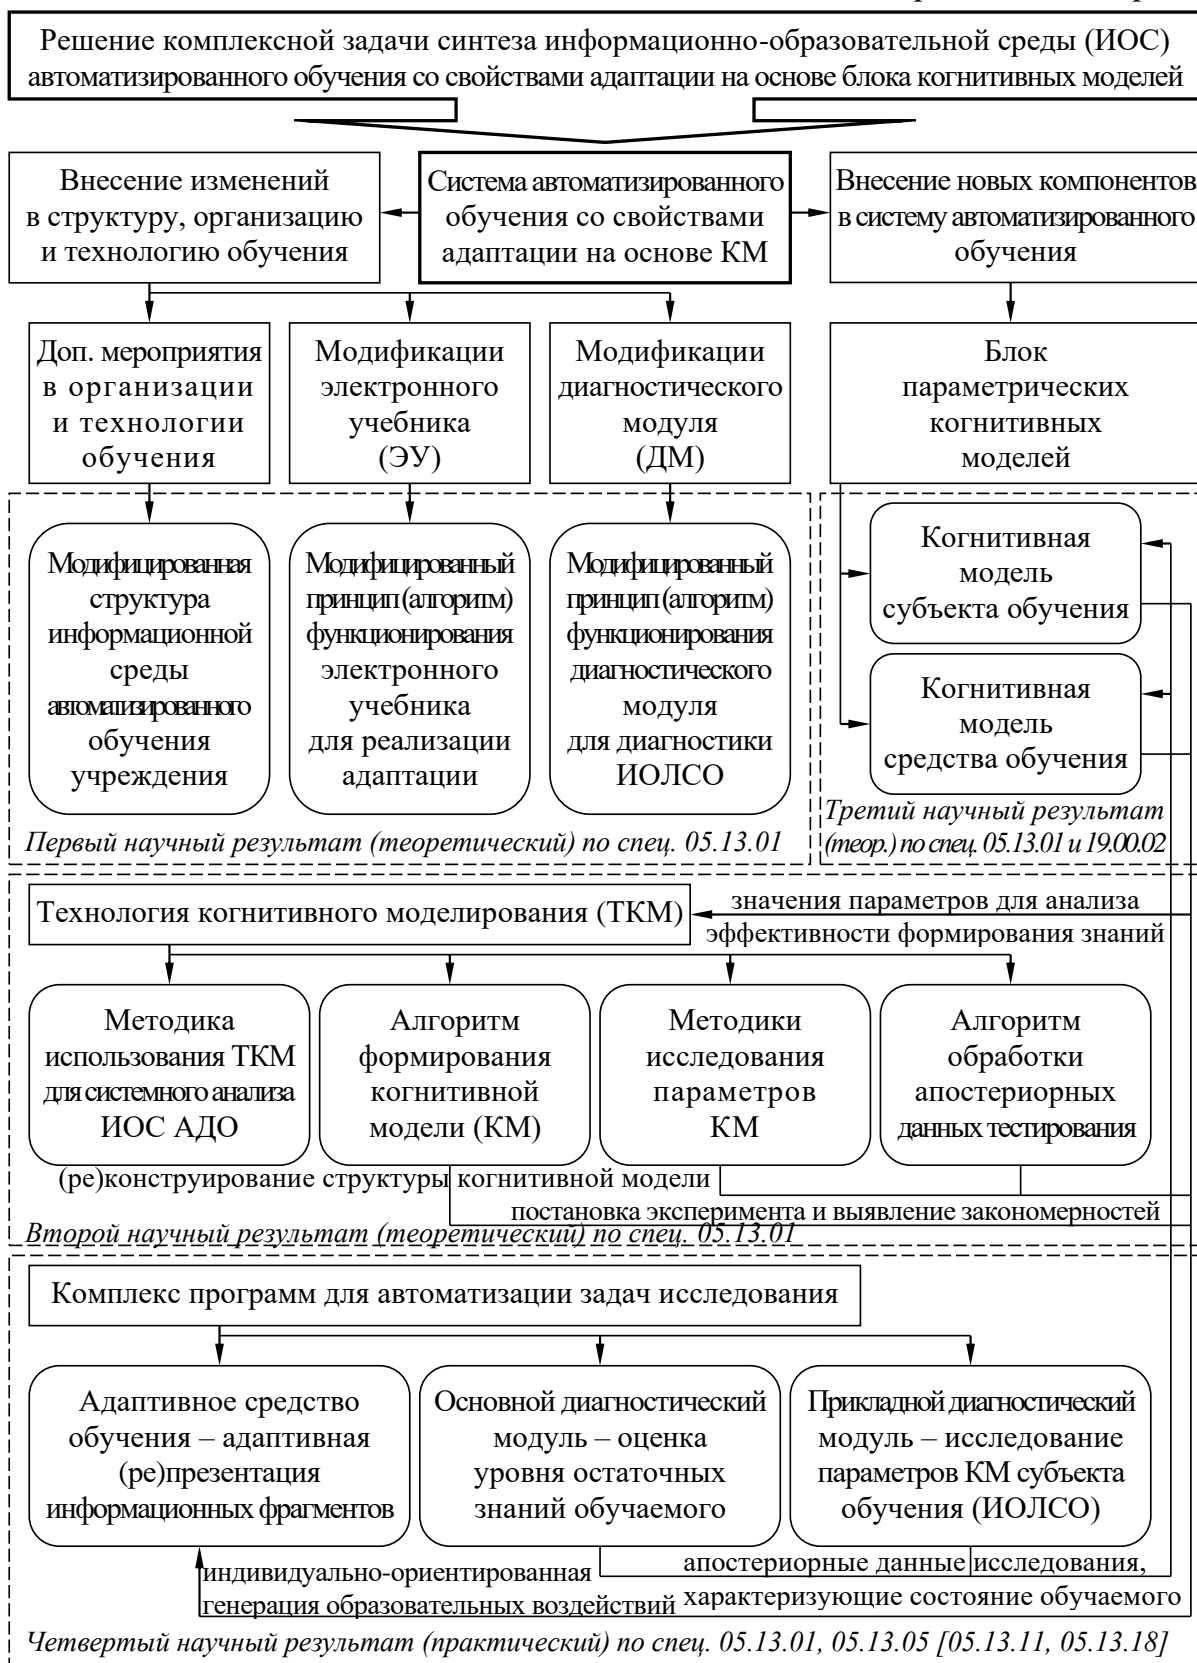 Решение комплексной задачи синтеза информационно-образовательной среды (ИОС)
автоматизированного обучения со свойствами адаптации на основе блока когнитивных моделей
Внесение изменений
в структуру, организацию
и технологию обучения
Система автоматизированного
обучения со свойствами
адаптации на основе КМ
Внесение новых компонентов
в систему автоматизированного
обучения
Доп. мероприятия
в организации
и технологии
обучения
Модификации
электронного
учебника
(ЭУ)
Модификации
диагностического
модуля
(ДМ)
Блок
параметрических
когнитивных
моделей
Модифицированная
структура
информационной
среды
автоматизированного
обучения
учреждения
Модифицированный
принцип (алгоритм)
функционирования
электронного
учебника
для реализации
адаптации
Модифицированный
принцип (алгоритм)
функционирования
диагностического
модуля
для диагностики
ИОЛСО
Когнитивная
модель
субъекта обучения
Когнитивная
модель
средства обучения
Первый научный результат (теоретический) по спец. 05.13.01
Третий научный результат
(теор.) по спец. 05.13.01 и 19.00.02
Технология когнитивного моделирования (ТКМ)
значения параметров для анализа
эффективности формирования знаний
Методика
использования ТКМ
для системного анализа
ИОС АДО
Алгоритм
формирования
когнитивной
модели (КМ)
Методики
исследования
параметров
КМ
Алгоритм
обработки
апостериорных
данных тестирования
(ре)конструирование структуры когнитивной модели
постановка эксперимента и выявление закономерностей
Второй научный результат (теоретический) по спец. 05.13.01
Комплекс программ для автоматизации задач исследования
Адаптивное средство
обучения – адаптивная
(ре)презентация
информационных фрагментов
Основной диагностический
модуль – оценка
уровня остаточных
знаний обучаемого
Прикладной диагностический
модуль – исследование
параметров КМ субъекта
обучения (ИОЛСО)
индивидуально-ориентированная
генерация образовательных воздействий
апостериорные данные исследования,
характеризующие состояние обучаемого
Четвертый научный результат (практический) по спец. 05.13.01, 05.13.05 [05.13.11, 05.13.18]